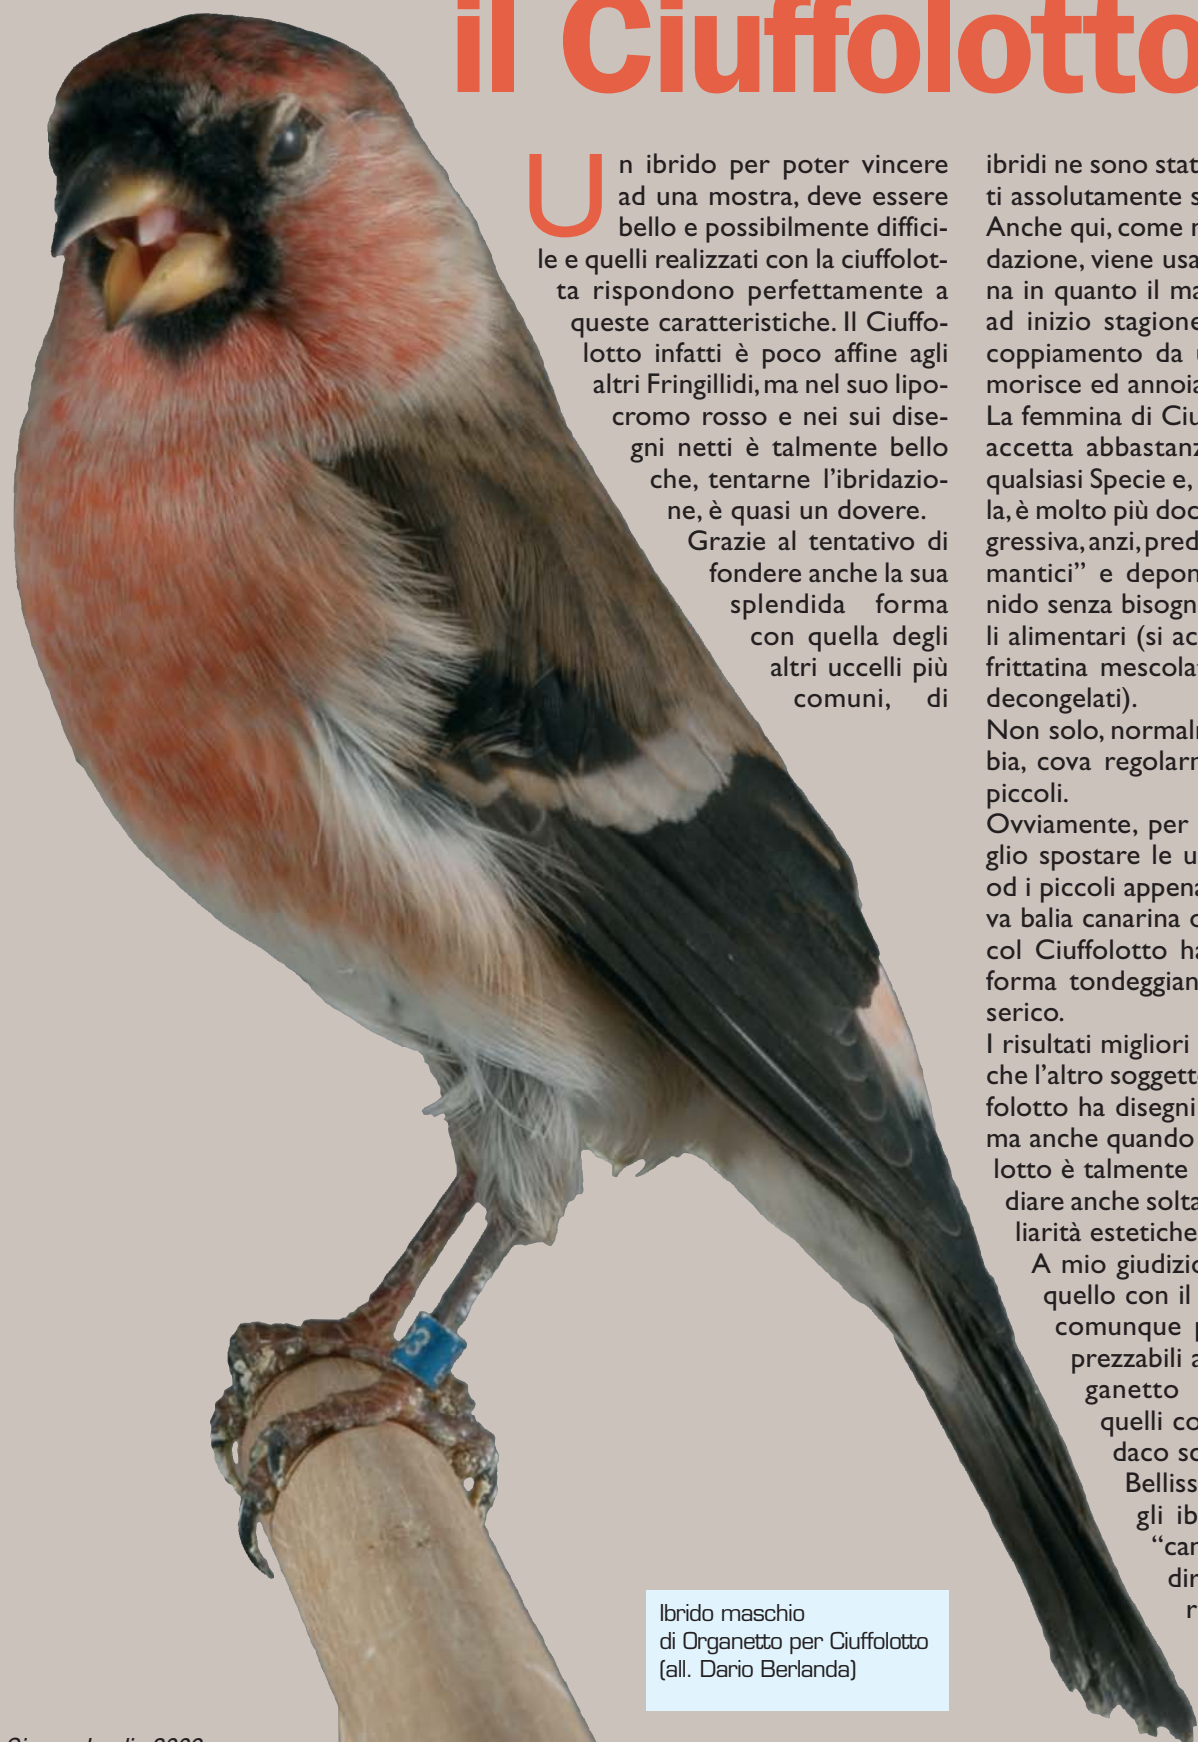 il Ciuffolotto
Un ibrido per poter vincere
ad una mostra, deve essere
bello e possibilmente diffici-
le e quelli realizzati con la ciuffolot-
ta rispondono perfettamente a
queste caratteristiche. Il Ciuffo-
lotto infatti è poco affine agli
altri Fringillidi, ma nel suo lipo-
cromo rosso e nei sui dise-
gni netti è talmente bello
che, tentarne l'ibridazio-
ne, è quasi un dovere.
Grazie al tentativo di
fondere anche la sua
splendida forma
con quella degli
altri uccelli più
comuni, di
ibridi ne sono stat
ti assolutamente s
Anche qui, come
dazione, viene usa
na in quanto il ma
ad inizio stagione
coppiamento da
morisce ed annoia
La femmina di Ciu
accetta abbastanz
qualsiasi Specie e,
la, è molto più doc
gressiva, anzi, pred
mantici" e depon
nido senza bisogn
li alimentari (si ac
frittatina mescola
decongelati).
Non solo, normal
bia, cova regolar
piccoli.
Ovviamente, per
glio spostare le u
od i piccoli appena
va balia canarina
col Ciuffolotto ha
forma tondeggian
serico.
I risultati migliori
che l'altro soggett
folotto ha disegni
ma anche quando
lotto è talmente
diare anche solta
liarità estetiche
A mio giudizio
quello con il
comunque
prezzabili a
ganetto
quelli co
daco so
Belliss
gli ib
"car
dir
r
Ibrido maschio
di Organetto per Ciuffolotto
(all. Dario Berlanda)